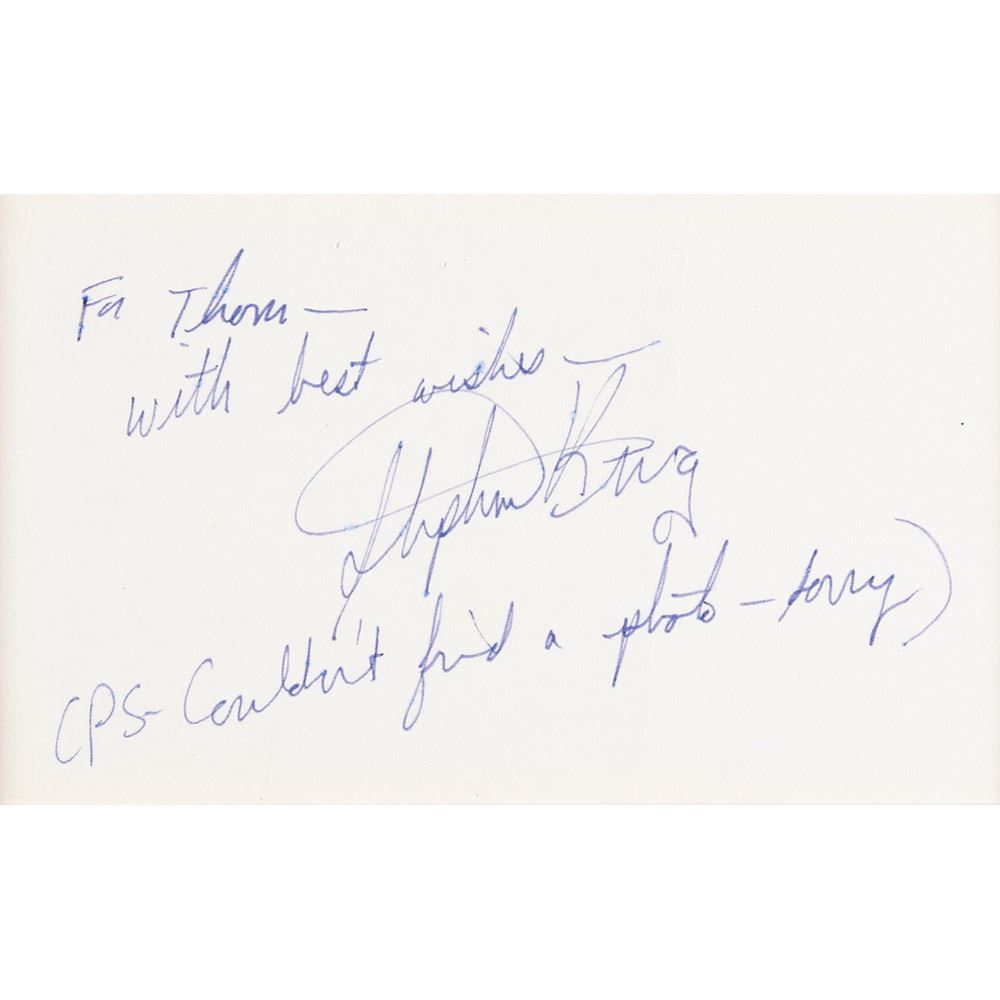 For Thom —
with best wishes —
Stephen King
(PS - Couldn't find a photo - sorry)